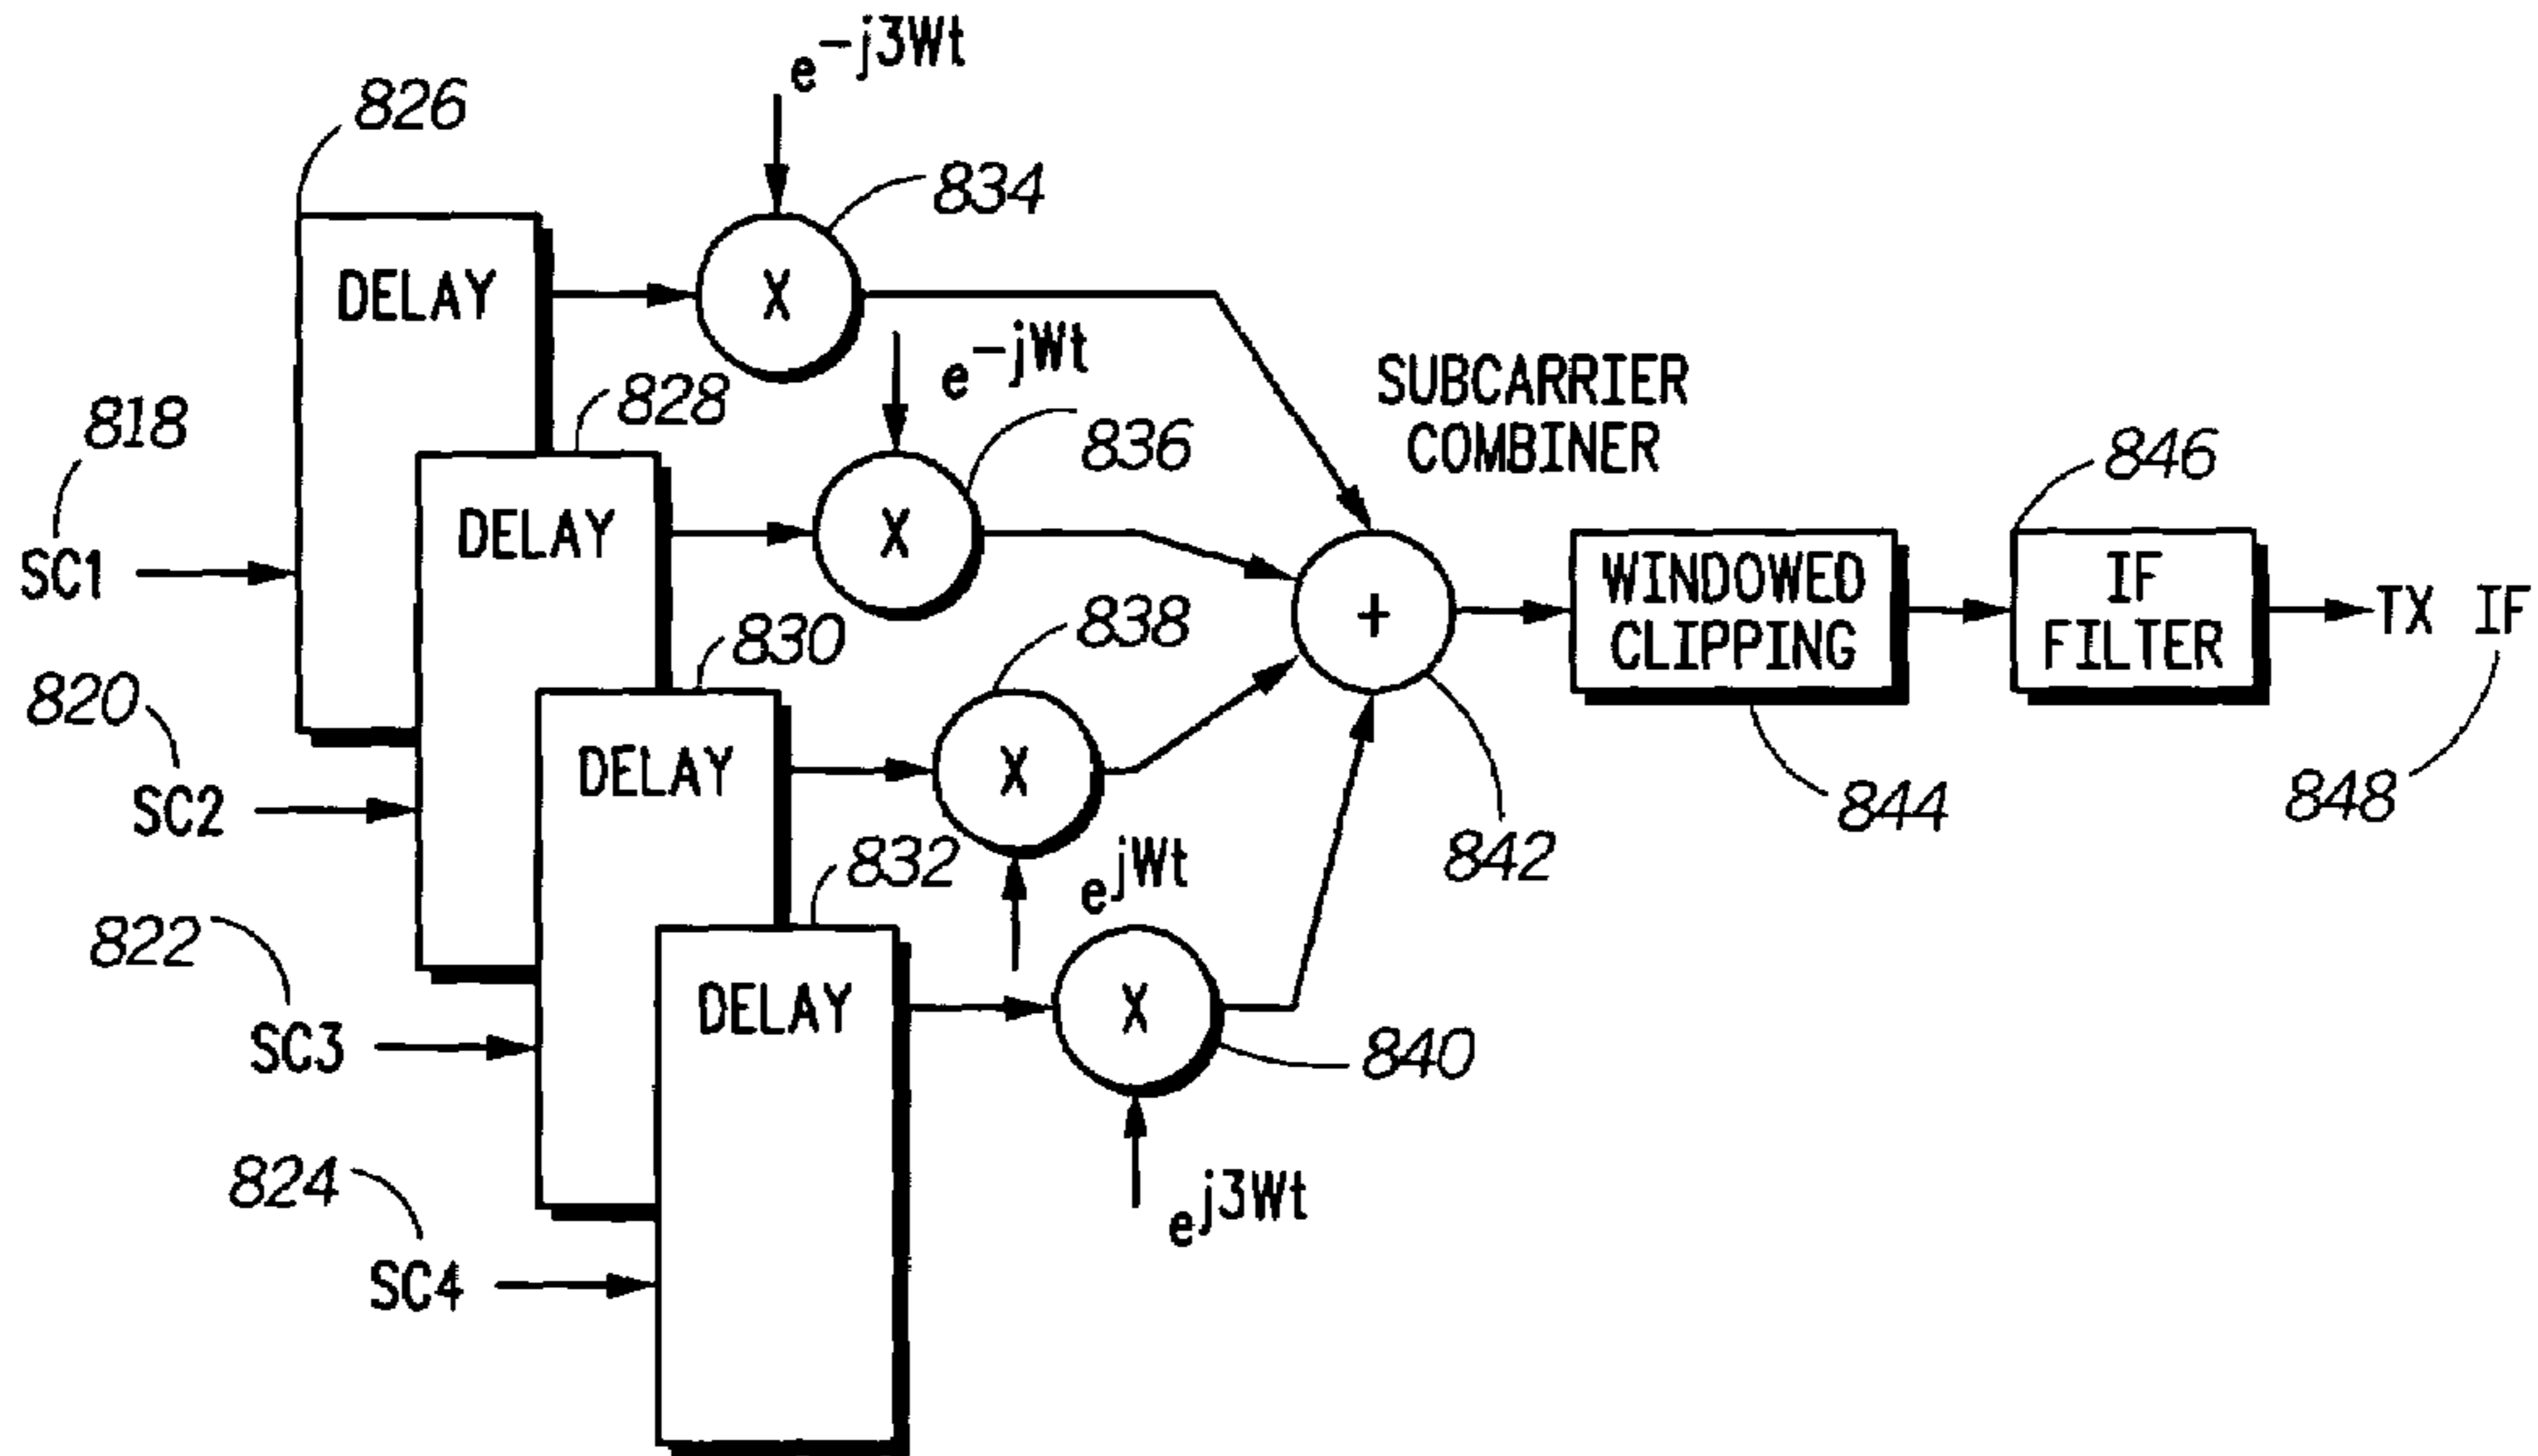 e^-j3Wt
826
834
DELAY
e^-jWt
818
828
836
SUBCARRIER
COMBINER
846
SC1
DELAY
X
X
+
WINDOWED
CLIPPING
IF
FILTER
TX IF
820
830
838
SC2
DELAY
X
e^jWt
842
844
848
822
832
SC3
DELAY
X
840
824
e^j3Wt
SC4